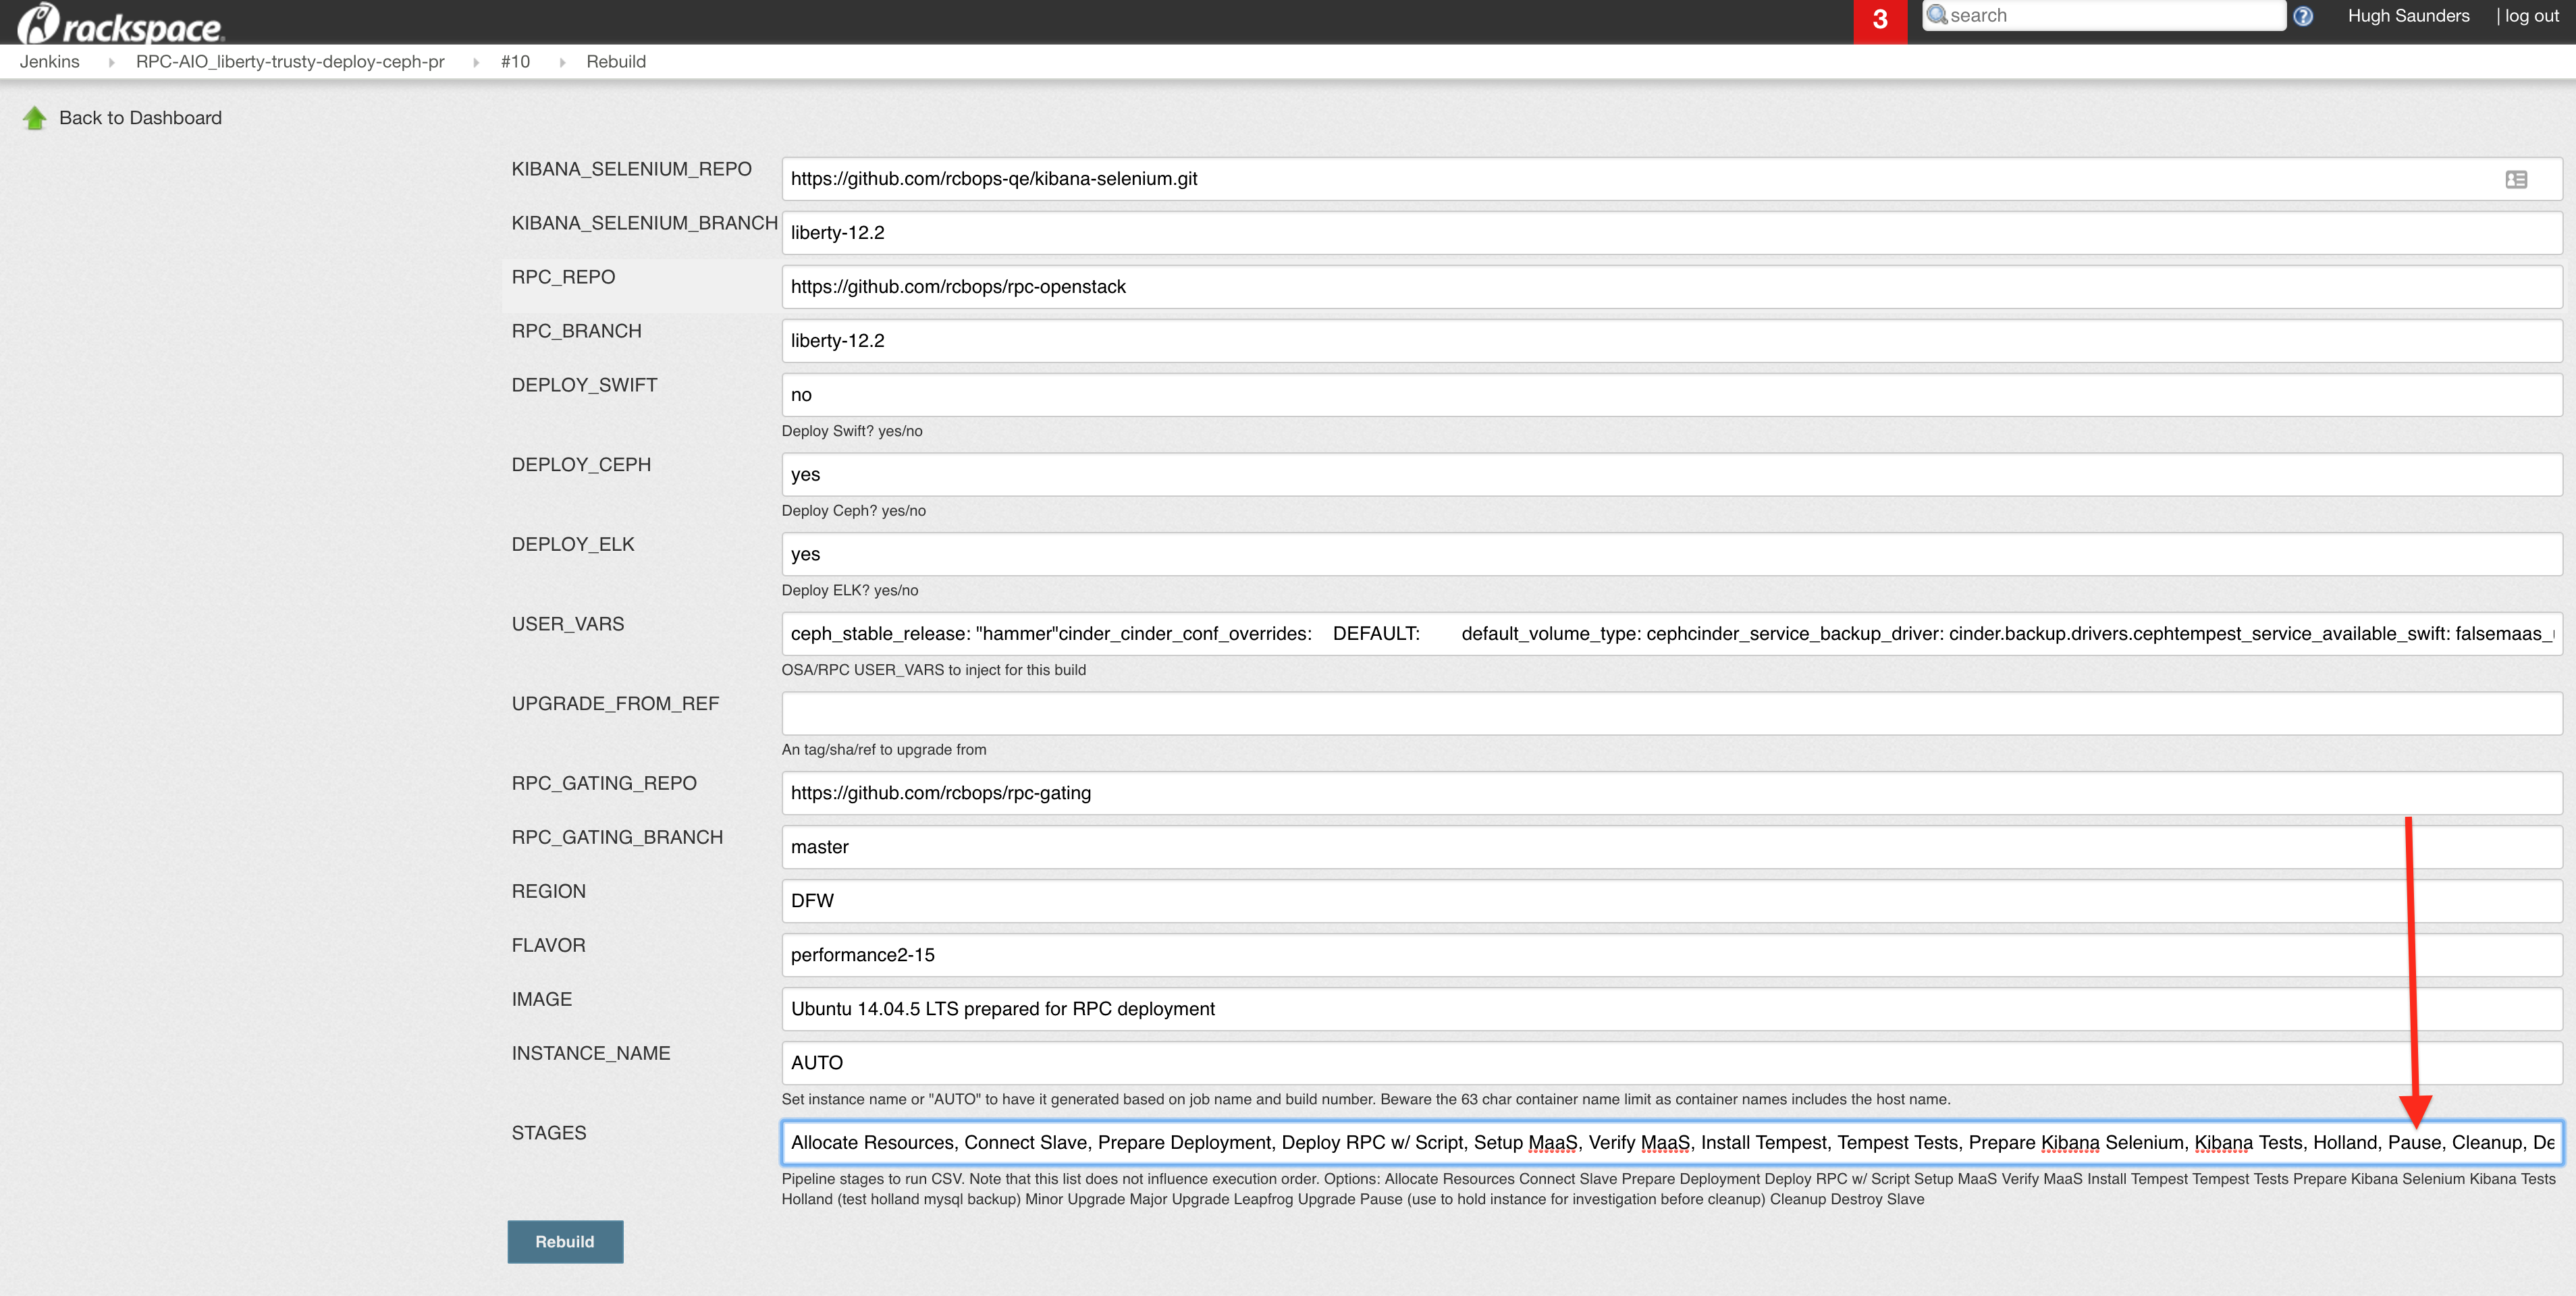 rackspace
3
search
Hugh Saunders | log out
Jenkins RPC-AIO_liberty-trusty-deploy-ceph-pr #10 Rebuild
Back to Dashboard
KIBANA_SELENIUM_REPO https://github.com/rcbops-qe/kibana-selenium.git
KIBANA_SELENIUM_BRANCH liberty-12.2
RPC_REPO https://github.com/rcbops/rpc-openstack
RPC_BRANCH liberty-12.2
DEPLOY_SWIFT no
Deploy Swift? yes/no
DEPLOY_CEPH yes
Deploy Ceph? yes/no
DEPLOY_ELK yes
Deploy ELK? yes/no
USER_VARS ceph_stable_release: "hammer"cinder_cinder_conf_overrides: DEFAULT: default_volume_type: cephcinder_service_backup_driver: cinder.backup.drivers.cephtempest_service_available_swift: falsemaas_
OSA/RPC USER_VARS to inject for this build
UPGRADE_FROM_REF
An tag/sha/ref to upgrade from
RPC_GATING_REPO https://github.com/rcbops/rpc-gating
RPC_GATING_BRANCH master
REGION DFW
FLAVOR performance2-15
IMAGE Ubuntu 14.04.5 LTS prepared for RPC deployment
INSTANCE_NAME AUTO
Set instance name or "AUTO" to have it generated based on job name and build number. Beware the 63 char container name limit as container names includes the host name.
STAGES Allocate Resources, Connect Slave, Prepare Deployment, Deploy RPC w/ Script, Setup MaaS, Verify MaaS, Install Tempest, Tempest Tests, Prepare Kibana Selenium, Kibana Tests, Holland, Pause, Cleanup, De
Pipeline stages to run CSV. Note that this list does not influence execution order. Options: Allocate Resources Connect Slave Prepare Deployment Deploy RPC w/ Script Setup MaaS Verify MaaS Install Tempest Tempest Tests Prepare Kibana Selenium Kibana Tests
Holland (test holland mysql backup) Minor Upgrade Major Upgrade Leapfrog Upgrade Pause (use to hold instance for investigation before cleanup) Cleanup Destroy Slave
Rebuild